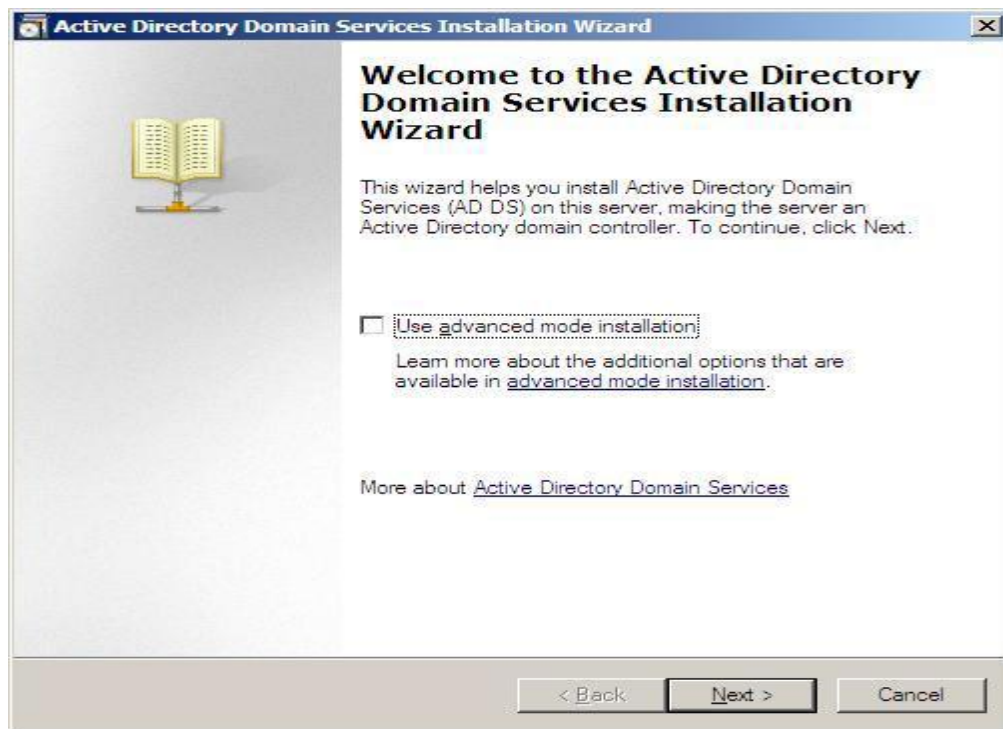 Active Directory Domain Services Installation Wizard
Welcome to the Active Directory
Domain Services Installation
Wizard
This wizard helps you install Active Directory Domain
Services (AD DS) on this server, making the server an
Active Directory domain controller. To continue, click Next.
Use advanced mode installation
Learn more about the additional options that are
available in advanced mode installation.
More about Active Directory Domain Services
< Back Next > Cancel